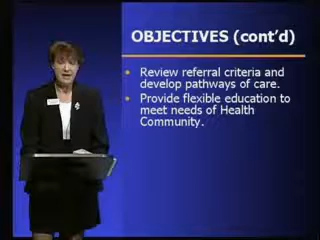 OBJECTIVES (cont'd)
• Review referral criteria and
develop pathways of care.
• Provide flexible education to
meet needs of Health
Community.